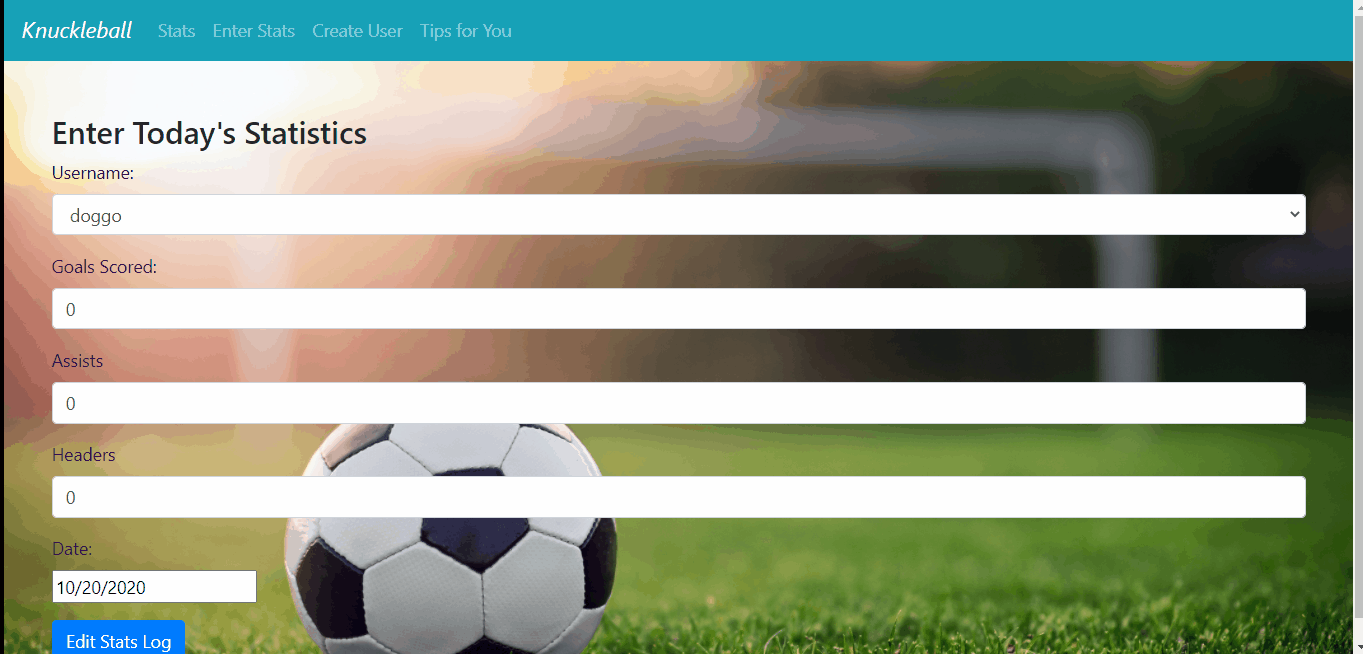 Knuckleball Stats Enter Stats Create User Tips for You
Enter Today's Statistics
Username:
doggo
Goals Scored:
0
Assists
0
Headers
0
Date:
10/20/2020
Edit Stats Log